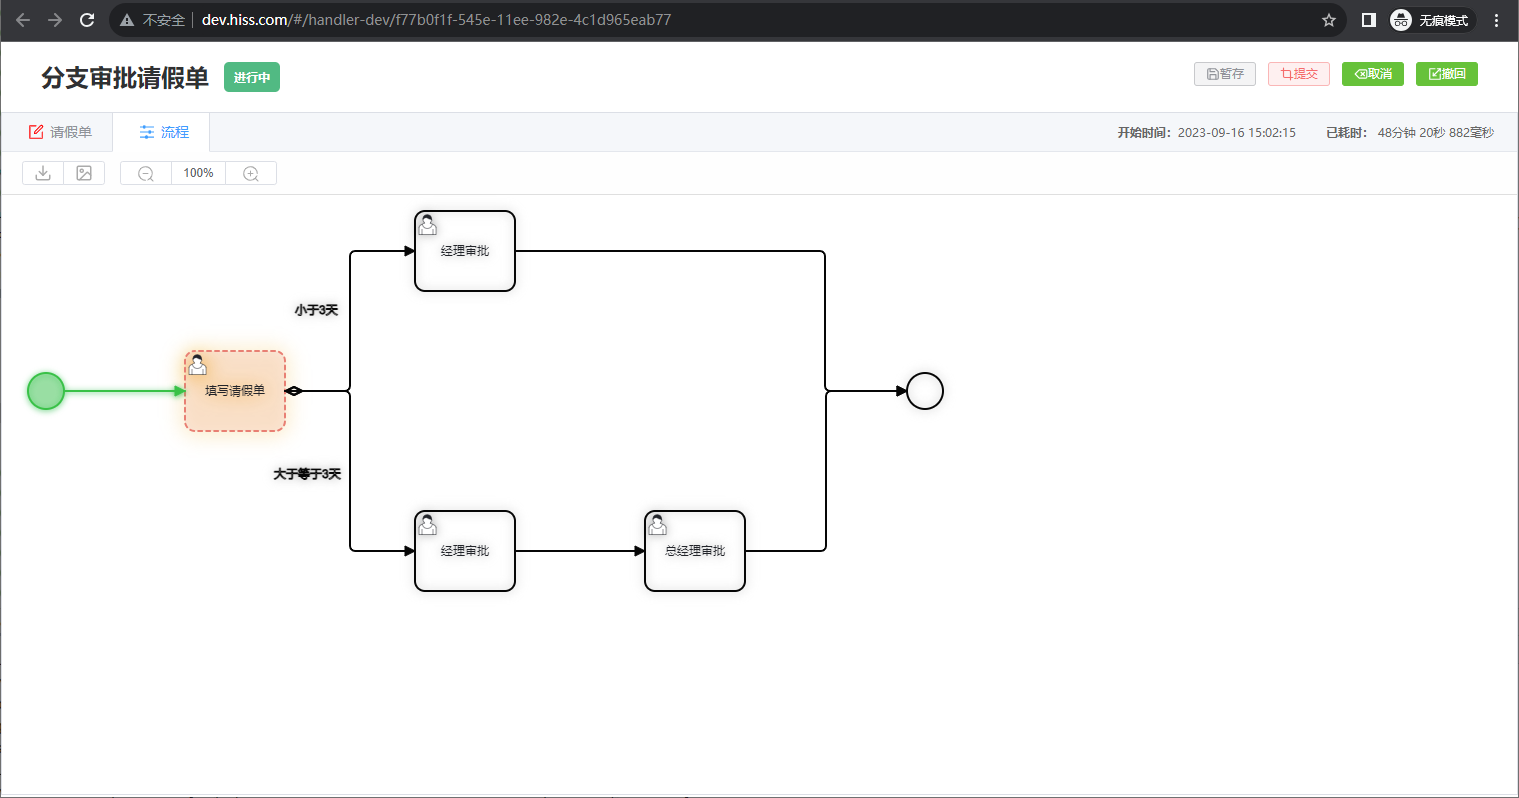 不安全 dev.hiss.com/#/handler-dev/f77b0f1f-545e-11ee-982e-4c1d965eab77 无痕模式
分支审批请假单 进行中 暂存 提交 取消 撤回
请假单 流程 开始时间：2023-09-16 15:02:15 已耗时： 48分钟 20秒 882毫秒
100%
经理审批
小于3天
填写请假单
大于等于3天
经理审批 总经理审批